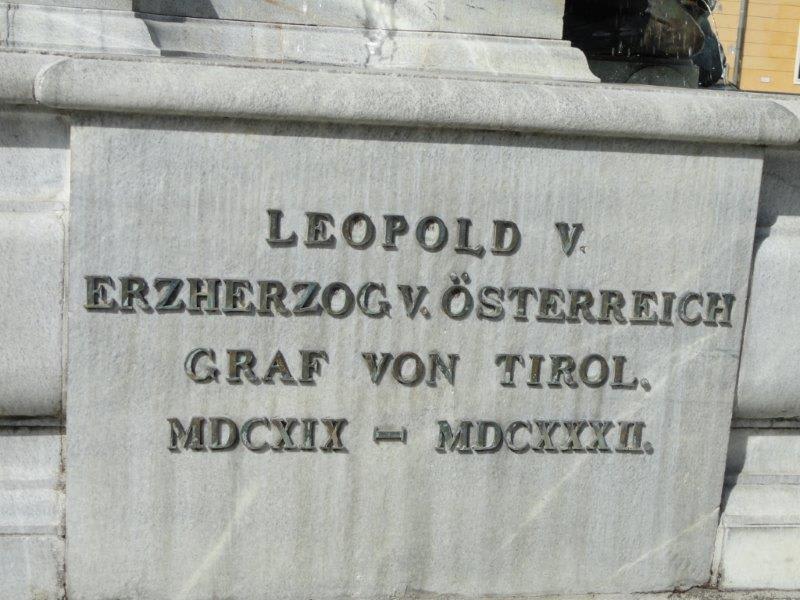 LEOPOLD V.
ERZHERZOG V. ÖSTERREICH
GRAF VON TIROL.
MDCXIX – MDCXXXII.